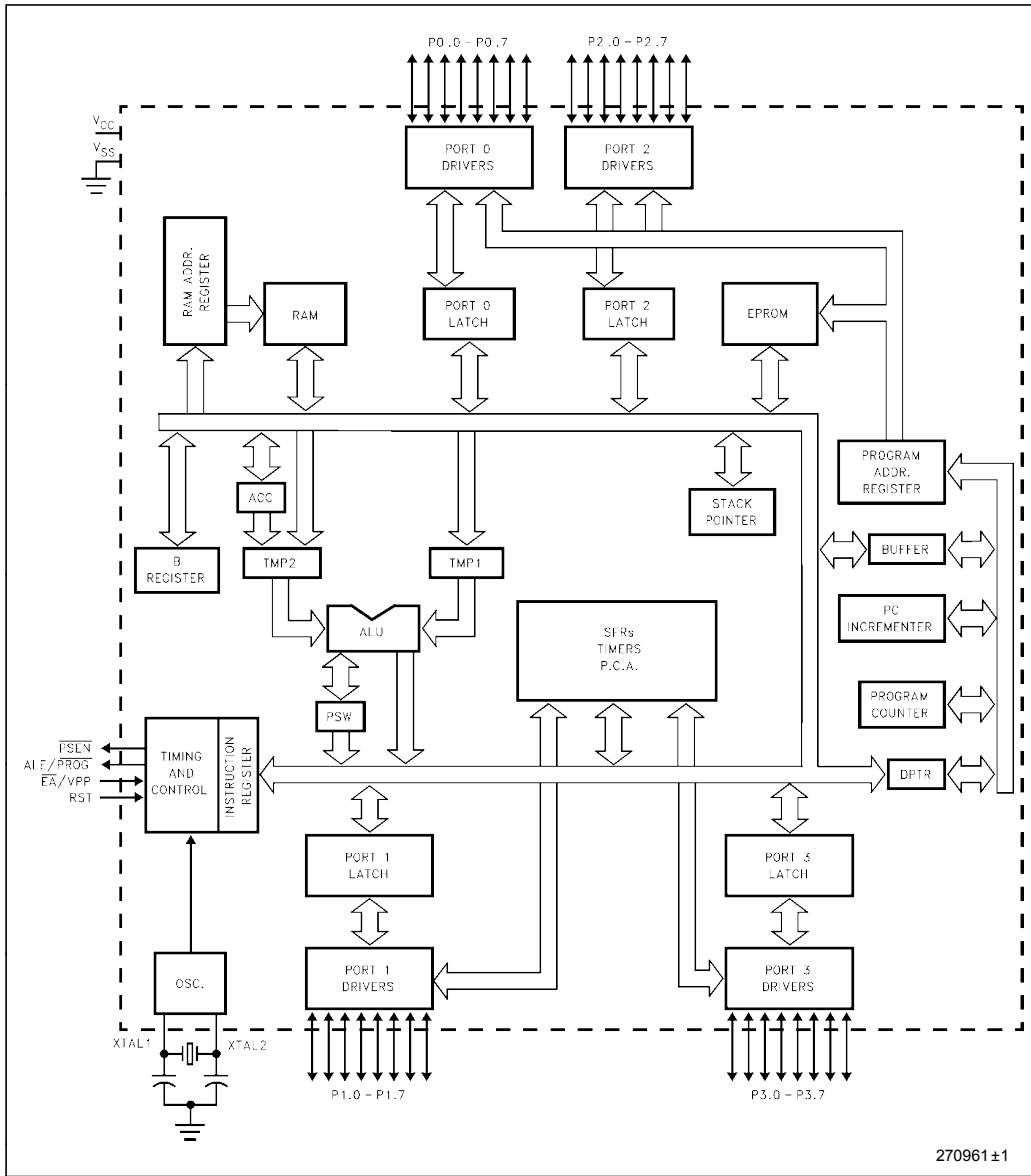 P0.0 – P0.7
P2.0 – P2.7
VCC
VSS
PORT 0
DRIVERS
PORT 2
DRIVERS
RAM ADDR.
REGISTER
RAM
PORT 0
LATCH
PORT 2
LATCH
EPROM
PROGRAM
ADDR.
REGISTER
ACC
STACK
POINTER
B
REGISTER
TMP2
TMP1
BUFFER
ALU
SFRs
TIMERS
P.C.A.
PC
INCREMENTER
PSW
PROGRAM
COUNTER
PSEN
ALE/PROG
EA/VPP
RST
TIMING
AND
CONTROL
INSTRUCTION
REGISTER
DPTR
PORT 1
LATCH
PORT 3
LATCH
OSC.
PORT 1
DRIVERS
PORT 3
DRIVERS
XTAL1
XTAL2
P1.0 – P1.7
P3.0 – P3.7
270961±1